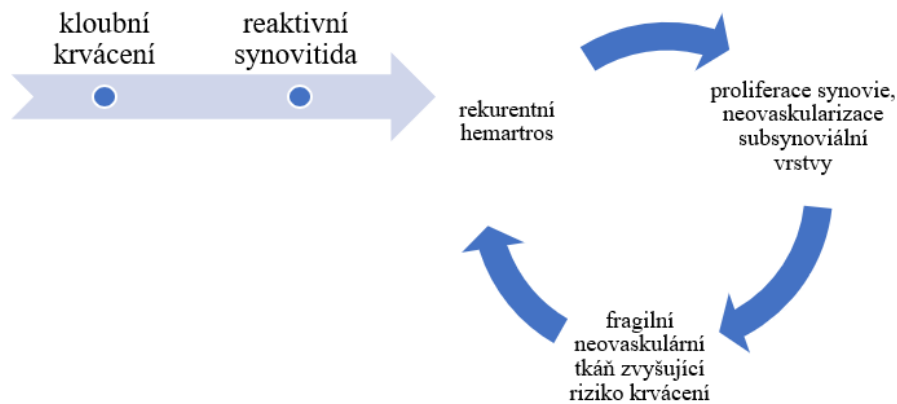 kloubní
krvácení
reaktivní
synovitida
rekurentní
hemartros
proliferace synovie,
neovaskularizace
subsynoviální
vrstvy
fragilní
neovaskulární
tkáň zvyšující
riziko krvácení